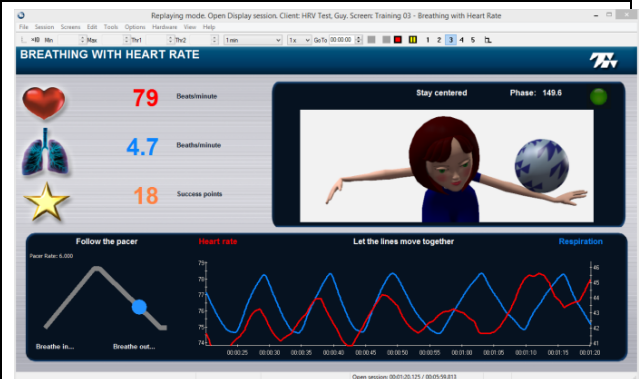 Replaying mode. Open Display session. Client: HRV Test, Guy. Screen: Training 03 - Breathing with Heart Rate
File Session Screens Edit Tools Options Hardware View Help
Min Max Thr1 Thr2 1 min 1x GoTo 00:00:00 1 2 3 4 5
BREATHING WITH HEART RATE
79 Beats/minute
4.7 Beaths/minute
18 Success points
Stay centered Phase: 149.6
Follow the pacer Heart rate Let the lines move together Respiration
Pacer Rate: 6.000
Breathe in... Breathe out...
79
77
76
75
74
46
45
44
43
42
41
00:00:25 00:00:30 00:00:35 00:00:40 00:00:45 00:00:50 00:00:55 00:01:00 00:01:05 00:01:10 00:01:15 00:01:20
Open session: 00:01:20.125 / 00:05:59.813